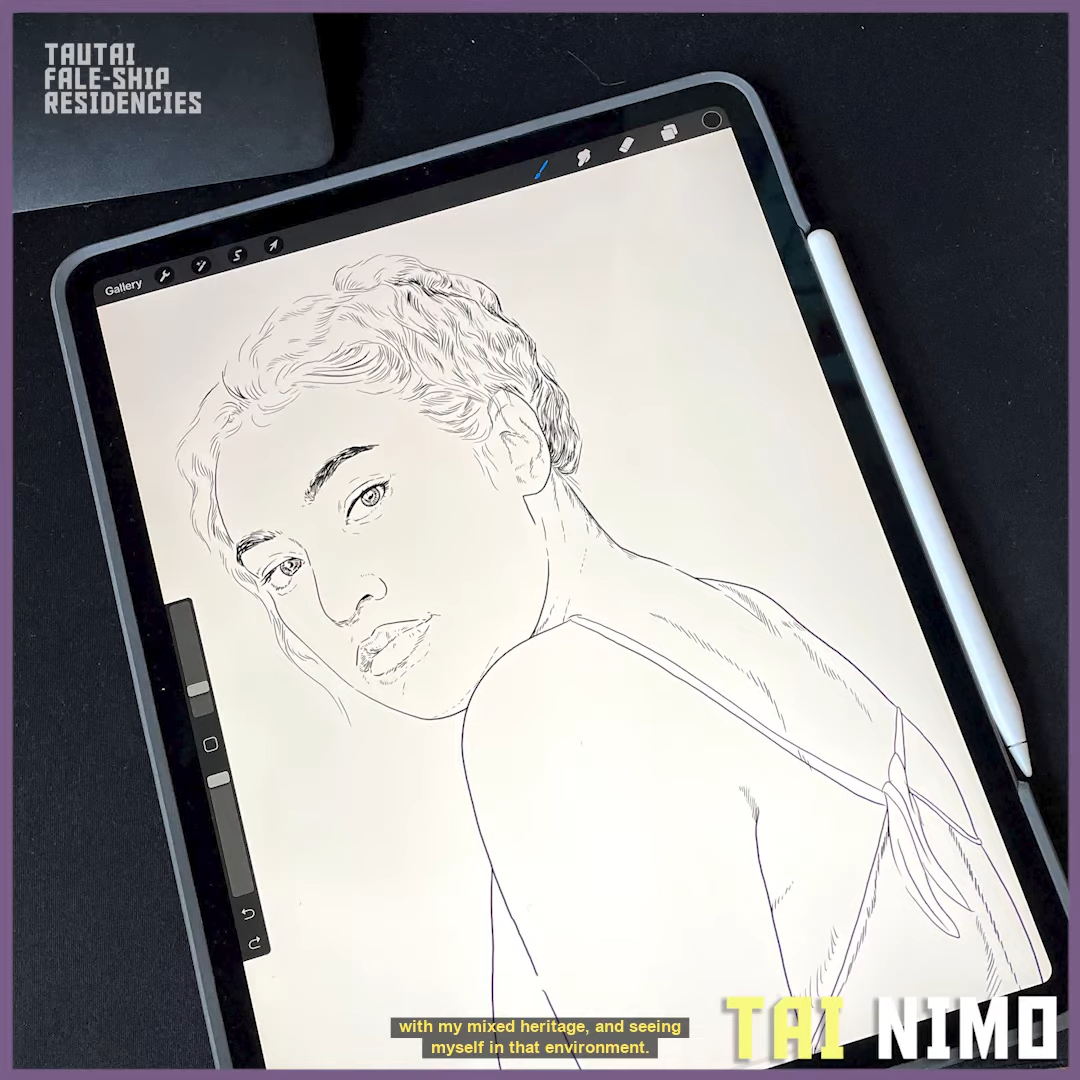 TAUTAI
FALE-SHIP
RESIDENCIES
Gallery
with my mixed heritage, and seeing
myself in that environment.
TAI NIMO